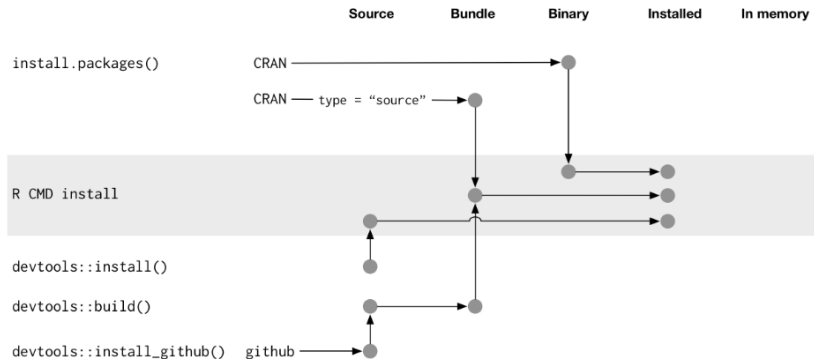 Source Bundle Binary Installed In memory
install.packages() CRAN
CRAN type = “source”
R CMD install
devtools::install()
devtools::build()
devtools::install_github() github